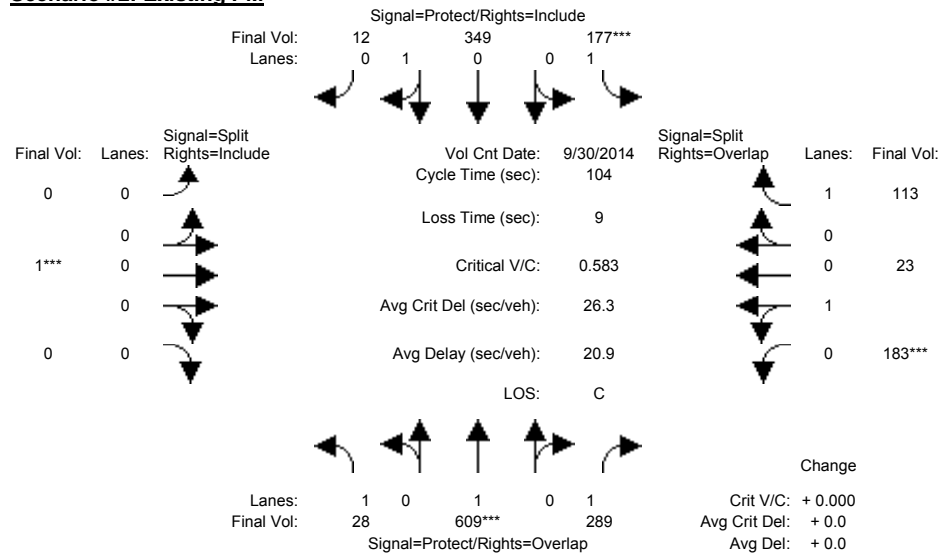 Scenario #2: Existing PM
Signal=Protect/Rights=Include
Final Vol: 12 349 177***
Lanes: 0 1 0 0 1
Signal=Split
Final Vol: Lanes: Rights=Include
Vol Cnt Date: 9/30/2014
Signal=Split
Rights=Overlap Lanes: Final Vol:
Cycle Time (sec): 104
0 0
1 113
Loss Time (sec): 9
0
0
1*** 0
Critical V/C: 0.583
0 23
0
Avg Crit Del (sec/veh): 26.3
1
0 0
Avg Delay (sec/veh): 20.9
0 183***
LOS: C
Lanes: 1 0 1 0 1
Final Vol: 28 609*** 289
Signal=Protect/Rights=Overlap
Change
Crit V/C: + 0.000
Avg Crit Del: + 0.0
Avg Del: + 0.0